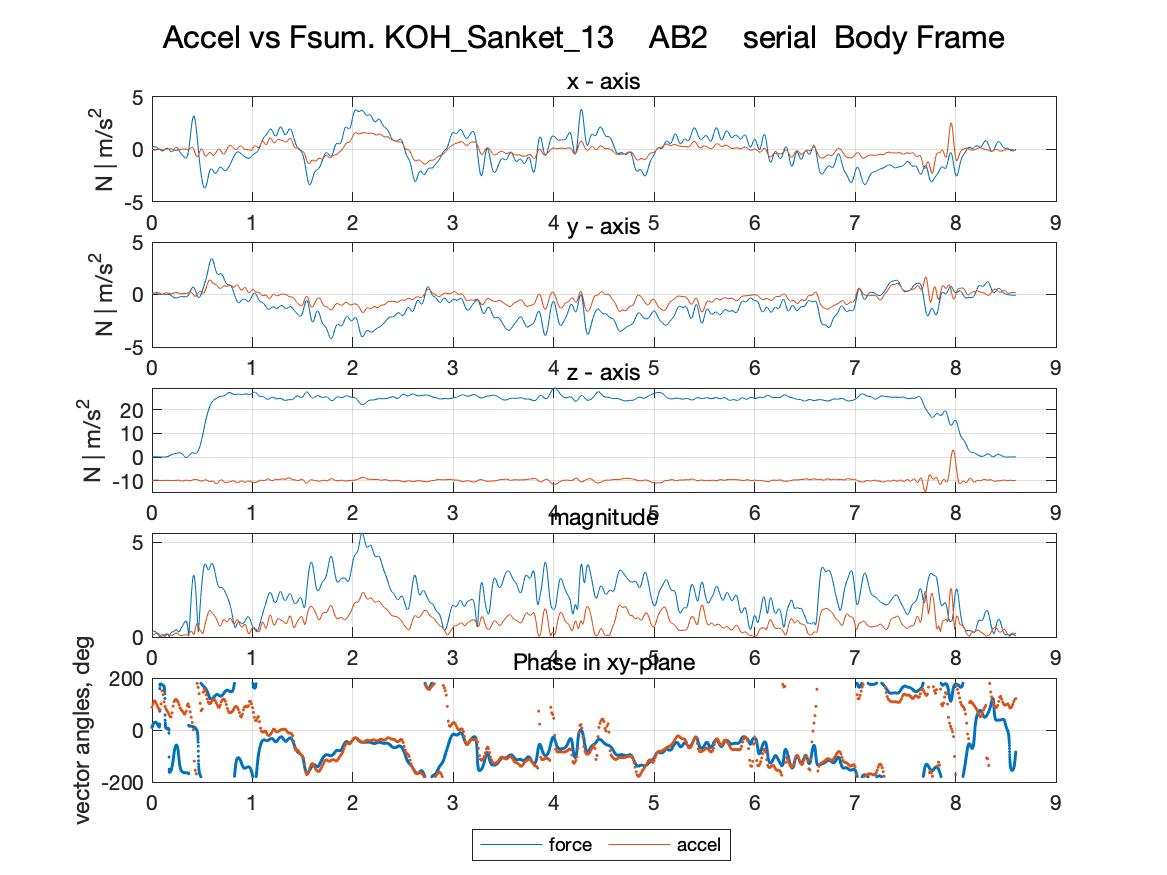 Accel vs Fsum. KOH_Sanket_13 AB2 serial Body Frame
x - axis
N | m/s2
5
0
-5
0 1 2 3 4 5 6 7 8 9
y - axis
N | m/s2
5
0
-5
0 1 2 3 4 5 6 7 8 9
z - axis
N | m/s2
20
10
0
-10
0 1 2 3 4 5 6 7 8 9
magnitude
5
0
0 1 2 3 4 5 6 7 8 9
Phase in xy-plane
vector angles, deg
200
0
-200
0 1 2 3 4 5 6 7 8 9
force accel